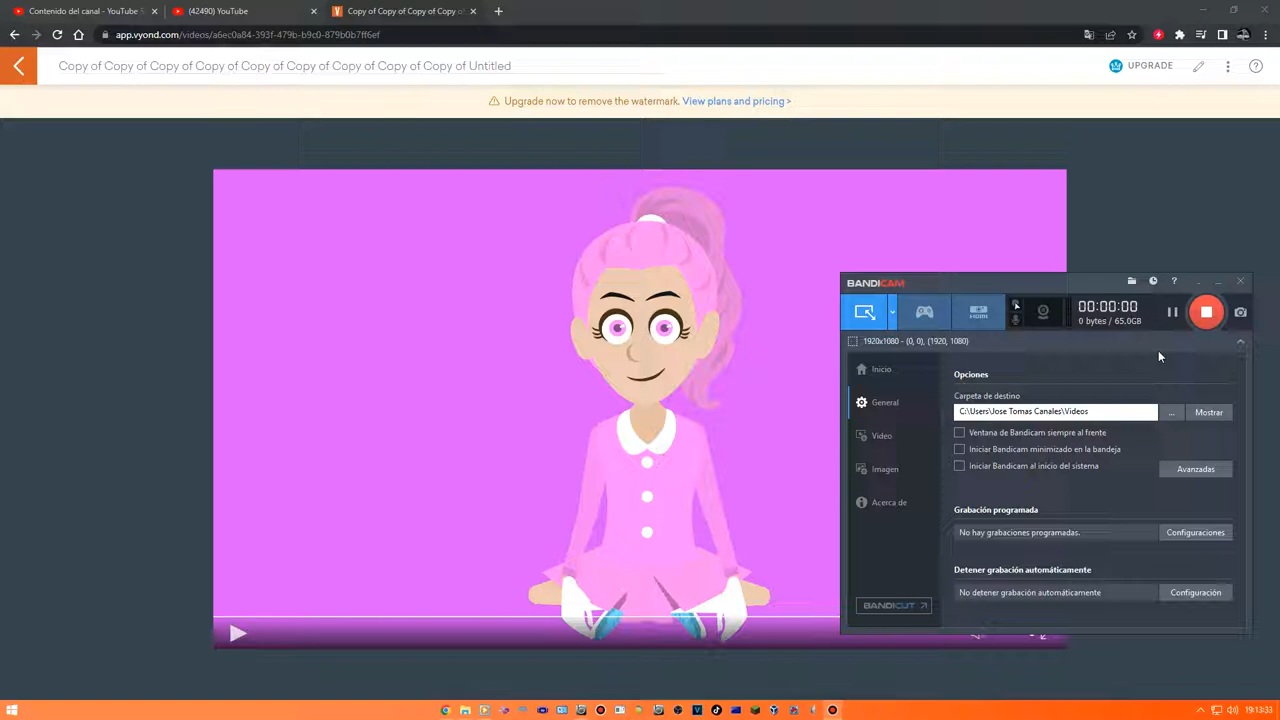 Contenido del canal - YouTube S
(42490) YouTube
Copy of Copy of Copy of Copy of
app.vyond.com/videos/a6ec0a84-393f-479b-b9c0-879b0b7ff6ef
Copy of Copy of Copy of Copy of Copy of Copy of Copy of Copy of Copy of Untitled
UPGRADE
Upgrade now to remove the watermark. View plans and pricing >
BANDICAM
00:00:00
0 bytes / 65.0GB
HDMI
1920x1080 - (0, 0), (1920, 1080)
Inicio
General
Video
Imagen
Acerca de
BANDICUT
Opciones
Carpeta de destino
C:\Users\Jose Tomas Canales\Videos
... Mostrar
Ventana de Bandicam siempre al frente
Iniciar Bandicam minimizado en la bandeja
Iniciar Bandicam al inicio del sistema
Avanzadas
Grabación programada
No hay grabaciones programadas.
Configuraciones
Detener grabación automáticamente
No detener grabación automáticamente
Configuración
19:13:33